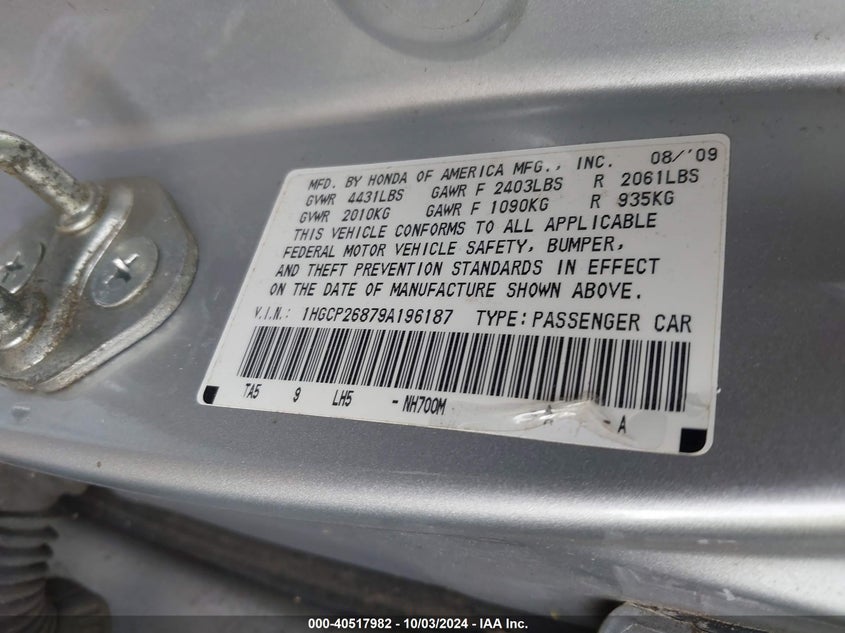 MFD. BY HONDA OF AMERICA MFG., INC. 08/'09
GVWR 4431LBS GAWR F 2403LBS R 2061LBS
GVWR 2010KG GAWR F 1090KG R 935KG
THIS VEHICLE CONFORMS TO ALL APPLICABLE
FEDERAL MOTOR VEHICLE SAFETY, BUMPER,
AND THEFT PREVENTION STANDARDS IN EFFECT
ON THE DATE OF MANUFACTURE SHOWN ABOVE.
V.I.N.: 1HGCP26879A196187 TYPE: PASSENGER CAR
TA5 9 LH5 - NH700M A -A
000-40517982 - 10/03/2024 - IAA Inc.